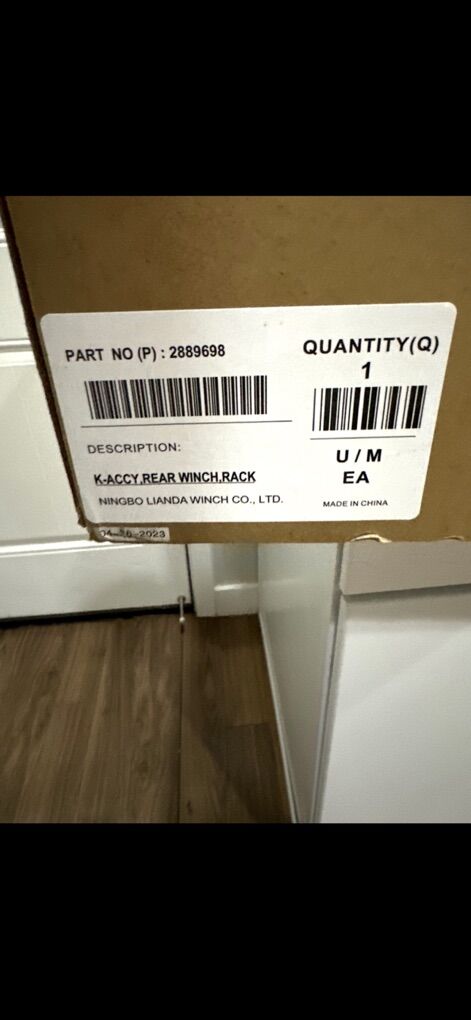 PART NO (P) : 2889698
QUANTITY(Q)
1
DESCRIPTION:
K-ACCY,REAR WINCH,RACK
NINGBO LIANDA WINCH CO., LTD.
U / M
EA
MADE IN CHINA